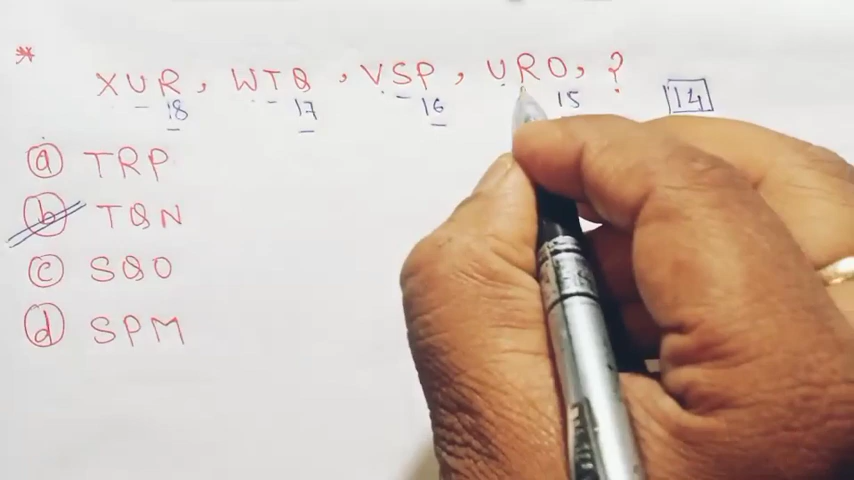 *
XUR, WTQ, VSP, URO, ?
18 17 16 15 14
a TRP
b TQN
c SQO
d SPM